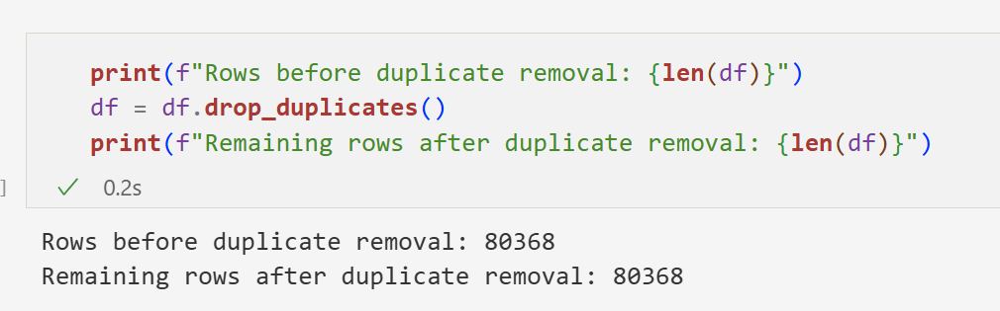 print(f"Rows before duplicate removal: {len(df)}")
df = df.drop_duplicates()
print(f"Remaining rows after duplicate removal: {len(df)}")
]
0.2s
Rows before duplicate removal: 80368
Remaining rows after duplicate removal: 80368